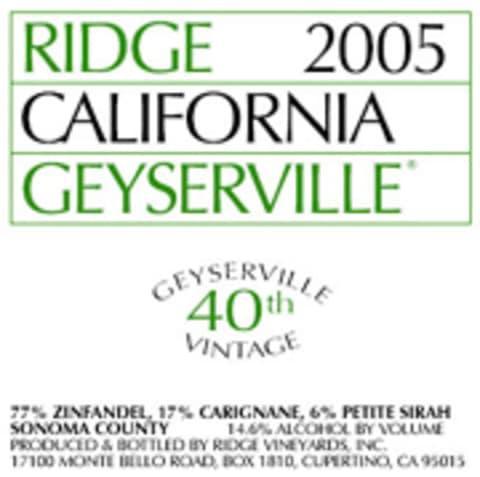 RIDGE 2005
CALIFORNIA
GEYSERVILLE®
GEYSERVILLE
40th
VINTAGE
77% ZINFANDEL, 17% CARIGNANE, 6% PETITE SIRAH
SONOMA COUNTY 14.6% ALCOHOL BY VOLUME
PRODUCED & BOTTLED BY RIDGE VINEYARDS, INC.
17100 MONTE BELLO ROAD, BOX 1810, CUPERTINO, CA 95015